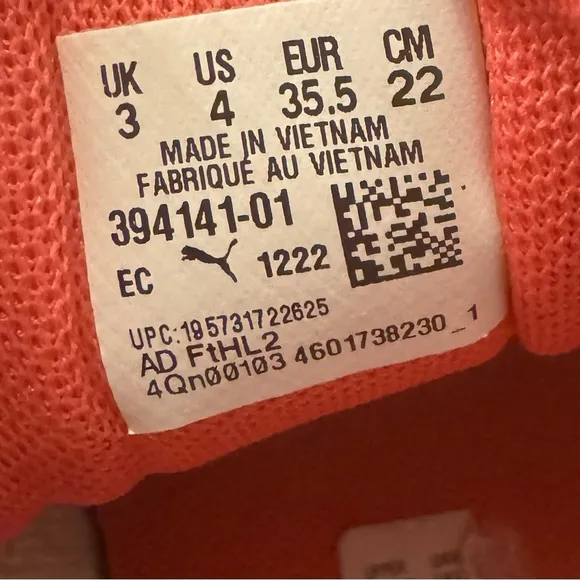 UK US EUR CM
3 4 35.5 22
MADE IN VIETNAM
FABRIQUÉ AU VIETNAM
394141-01
EC 1222
UPC:195731722625
AD FtHL2
4Qn00103 4601738230_1